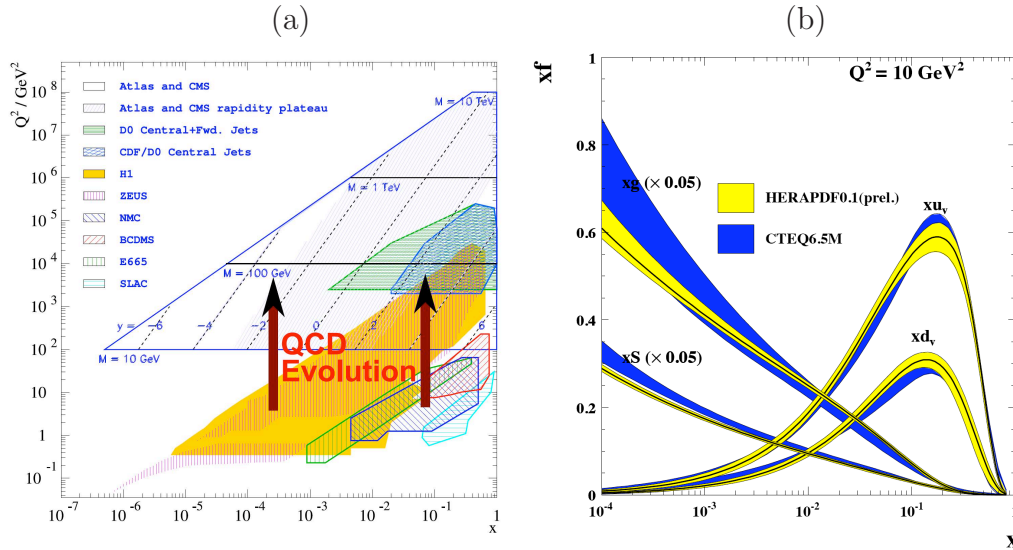 (a)
Q² / GeV²
10⁸
10⁷
10⁶
10⁵
10⁴
10³
10²
10
1
10⁻¹
Atlas and CMS
Atlas and CMS rapidity plateau
D0 Central+Fwd. Jets
CDF/D0 Central Jets
H1
ZEUS
NMC
BCDMS
E665
SLAC
M = 10 TeV
M = 1 TeV
M = 100 GeV
y = -6 -4 -2 0 2 4 6
M = 10 GeV
QCD
Evolution
10⁻⁷ 10⁻⁶ 10⁻⁵ 10⁻⁴ 10⁻³ 10⁻² 10⁻¹ 1
x
(b)
xf
Q² = 10 GeV²
1
0.8
0.6
0.4
0.2
0
xg (× 0.05)
HERAPDF0.1(prel.)
CTEQ6.5M
xuᵥ
xS (× 0.05)
xdᵥ
10⁻⁴ 10⁻³ 10⁻² 10⁻¹ 1
x